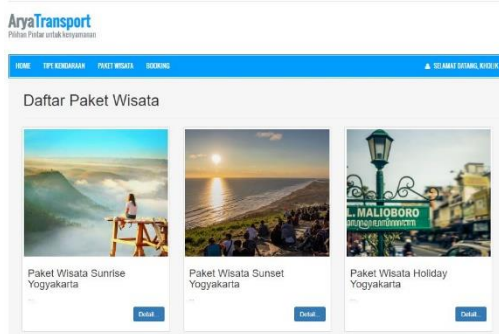 AryaTransport
Pilihan Pintar untuk kenyamanan
HOME TIPE KENDARAAN PAKET WISATA BOOKING SELAMAT DATANG, KHOLIK
Daftar Paket Wisata
L. MALIOBORO
Paket Wisata Sunrise Yogyakarta
...
Detail...
Paket Wisata Sunset Yogyakarta
...
Detail...
Paket Wisata Holiday Yogyakarta
...
Detail...